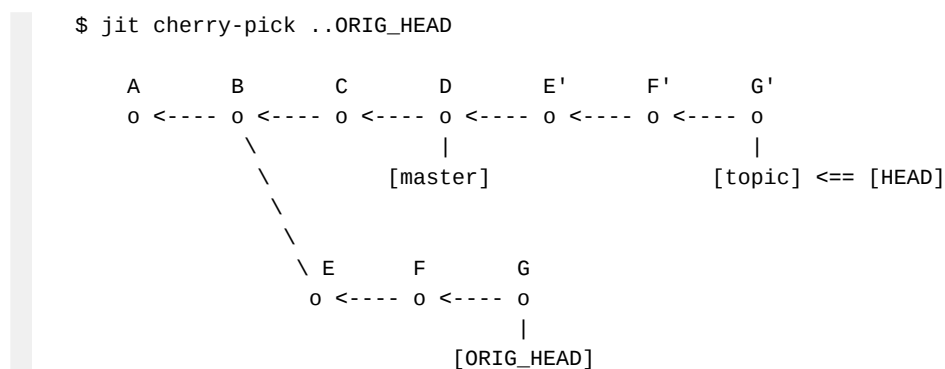 $ jit cherry-pick ..ORIG_HEAD
A B C D E' F' G'
o <---- o <---- o <---- o <---- o <---- o <---- o
\ | |
\ [master] [topic] <== [HEAD]
\
\
\ E F G
o <---- o <---- o
|
[ORIG_HEAD]